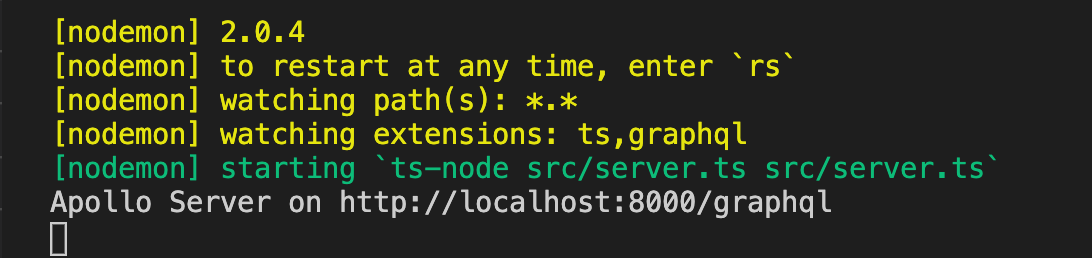 [nodemon] 2.0.4
[nodemon] to restart at any time, enter `rs`
[nodemon] watching path(s): *.*
[nodemon] watching extensions: ts,graphql
[nodemon] starting `ts-node src/server.ts src/server.ts`
Apollo Server on http://localhost:8000/graphql